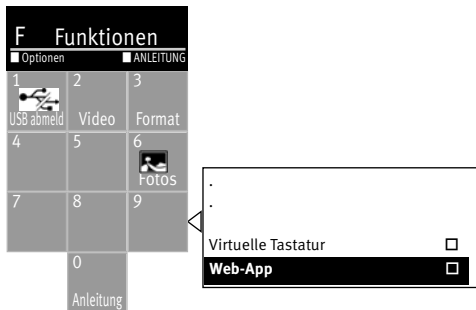 F Funktionen
Optionen ANLEITUNG
1 2 3
USB abmeld Video Format
4 5 6
Fotos
7 8 9
0
Anleitung
.
.
Virtuelle Tastatur
Web-App